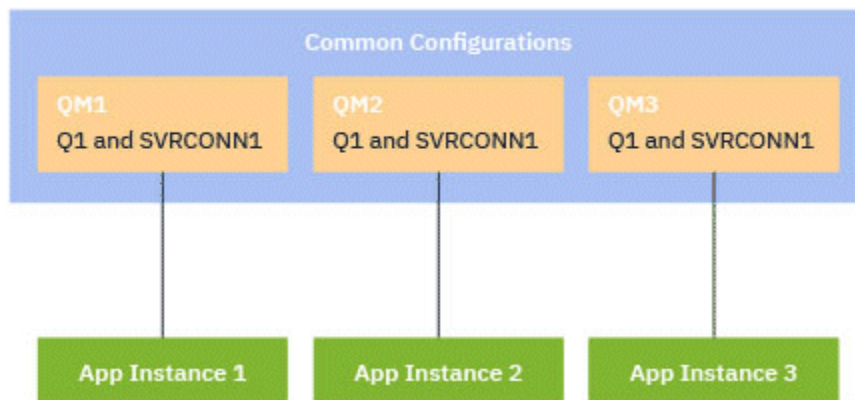 Common Configurations
QM1
Q1 and SVRCONN1
QM2
Q1 and SVRCONN1
QM3
Q1 and SVRCONN1
App Instance 1
App Instance 2
App Instance 3